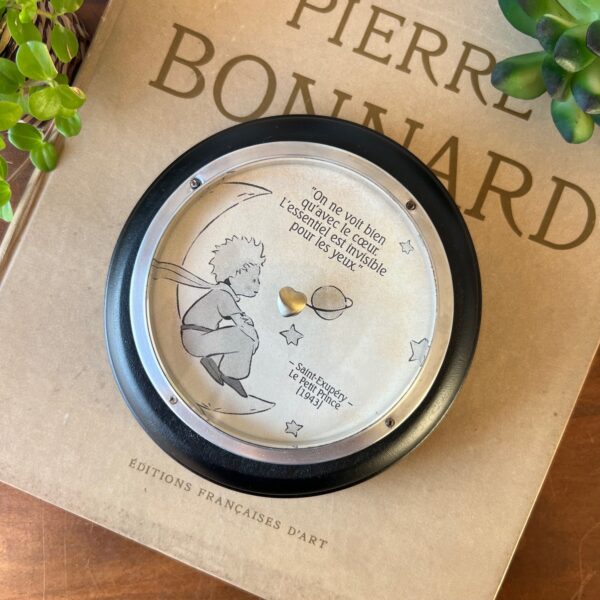 PIERRE
BONNARD
"On ne voit bien
qu'avec le cœur.
L'essentiel est invisible
pour les yeux."
– Saint-Exupéry –
Le Petit Prince
(1943)
ÉDITIONS FRANÇAISES D'ART